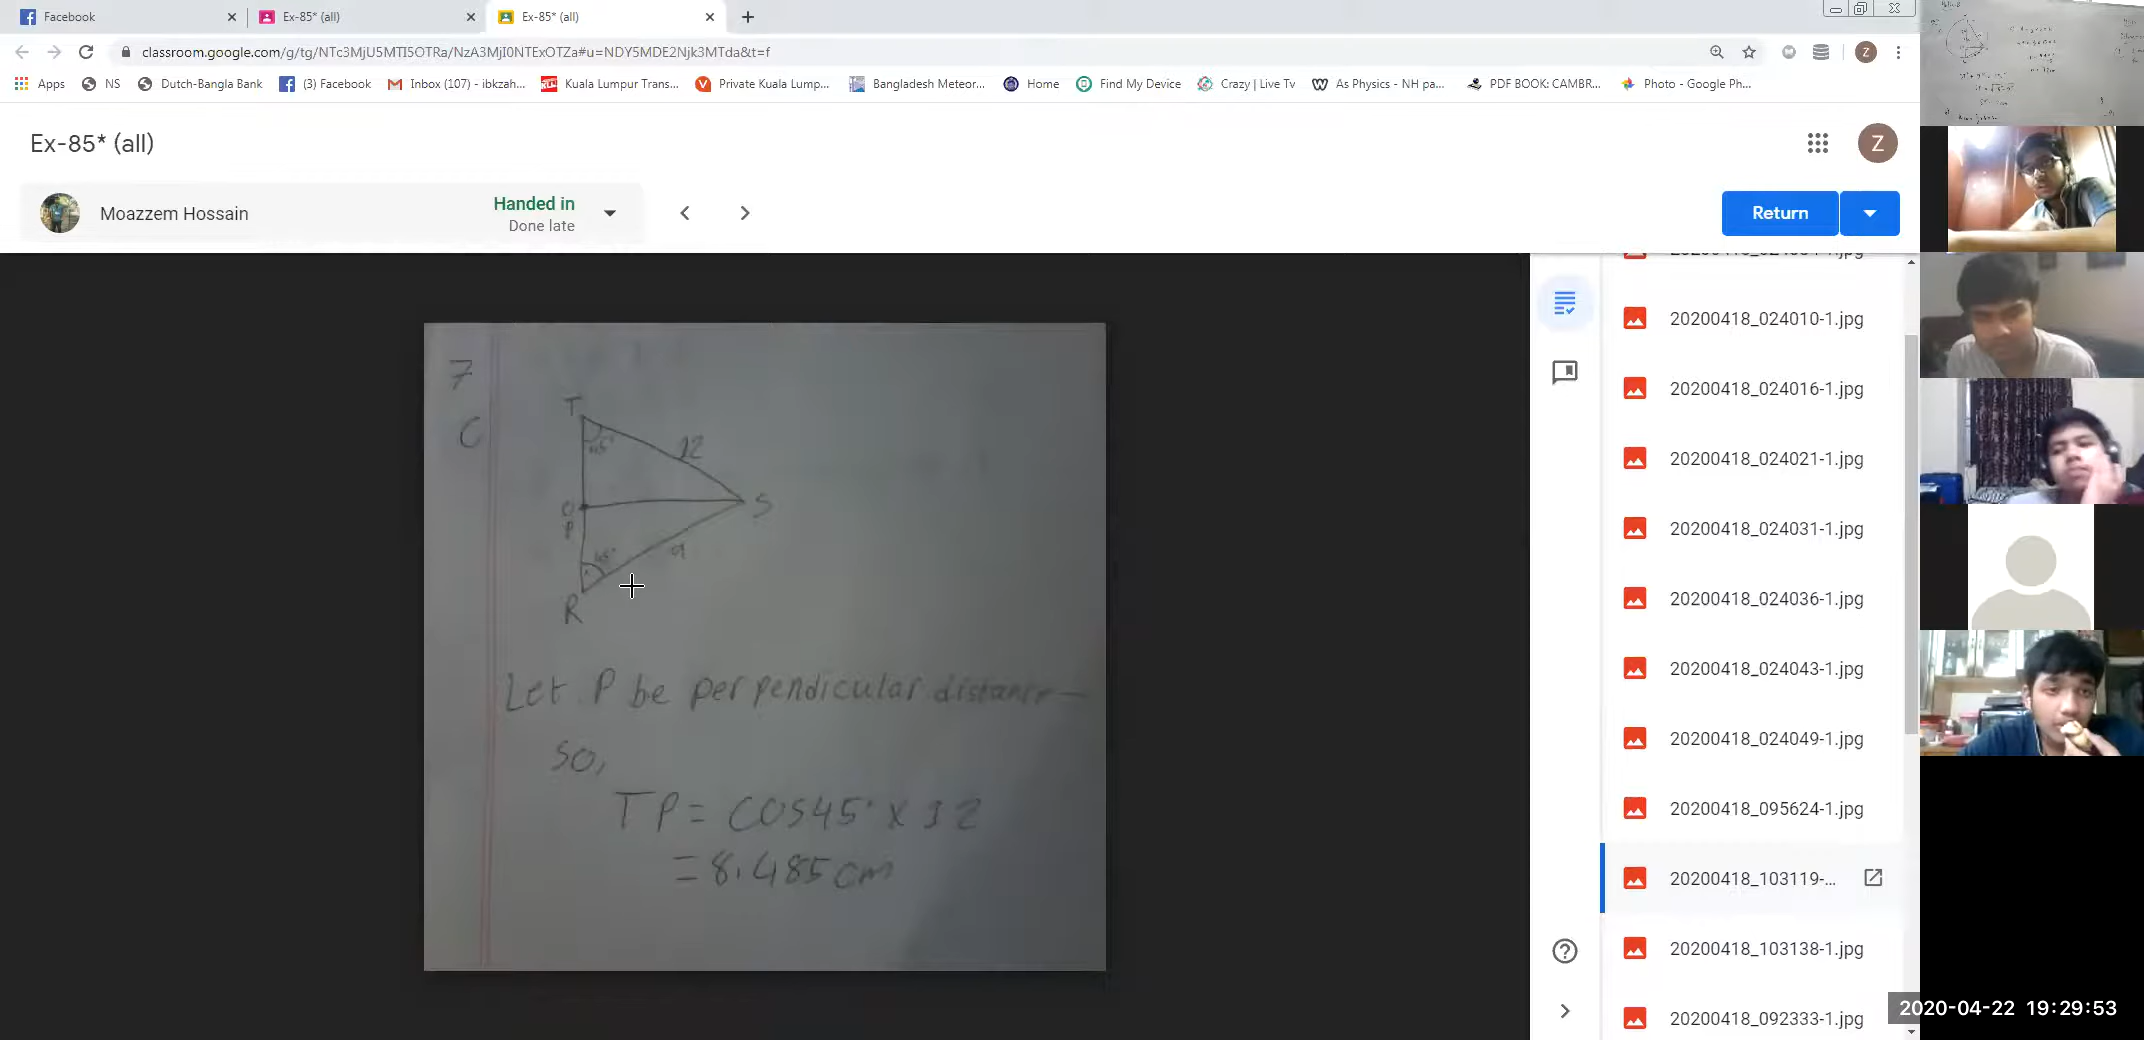 Facebook
Ex-85* (all)
Ex-85* (all)
classroom.google.com/g/tg/NTc3MjU5MTI5OTRa/NzA3MjI0NTExOTZa#u=NDY5MDE2Njk3MTda&t=f
Z
Apps
NS
Dutch-Bangla Bank
(3) Facebook
Inbox (107) - ibkzah...
Kuala Lumpur Trans...
Private Kuala Lump...
Bangladesh Meteor...
Home
Find My Device
Crazy | Live Tv
As Physics - NH pa...
PDF BOOK: CAMBR...
Photo - Google Ph...
Ex-85* (all)
Z
Moazzem Hossain
Handed in
Done late
Return
7
C
T
45°
12
S
P
45°
R
Let P be perpendicular distance
so,
TP = COS45° x 12
= 8.485 cm
20200418_024010-1.jpg
20200418_024016-1.jpg
20200418_024021-1.jpg
20200418_024031-1.jpg
20200418_024036-1.jpg
20200418_024043-1.jpg
20200418_024049-1.jpg
20200418_095624-1.jpg
20200418_103119-...
20200418_103138-1.jpg
20200418_092333-1.jpg
2020-04-22 19:29:53